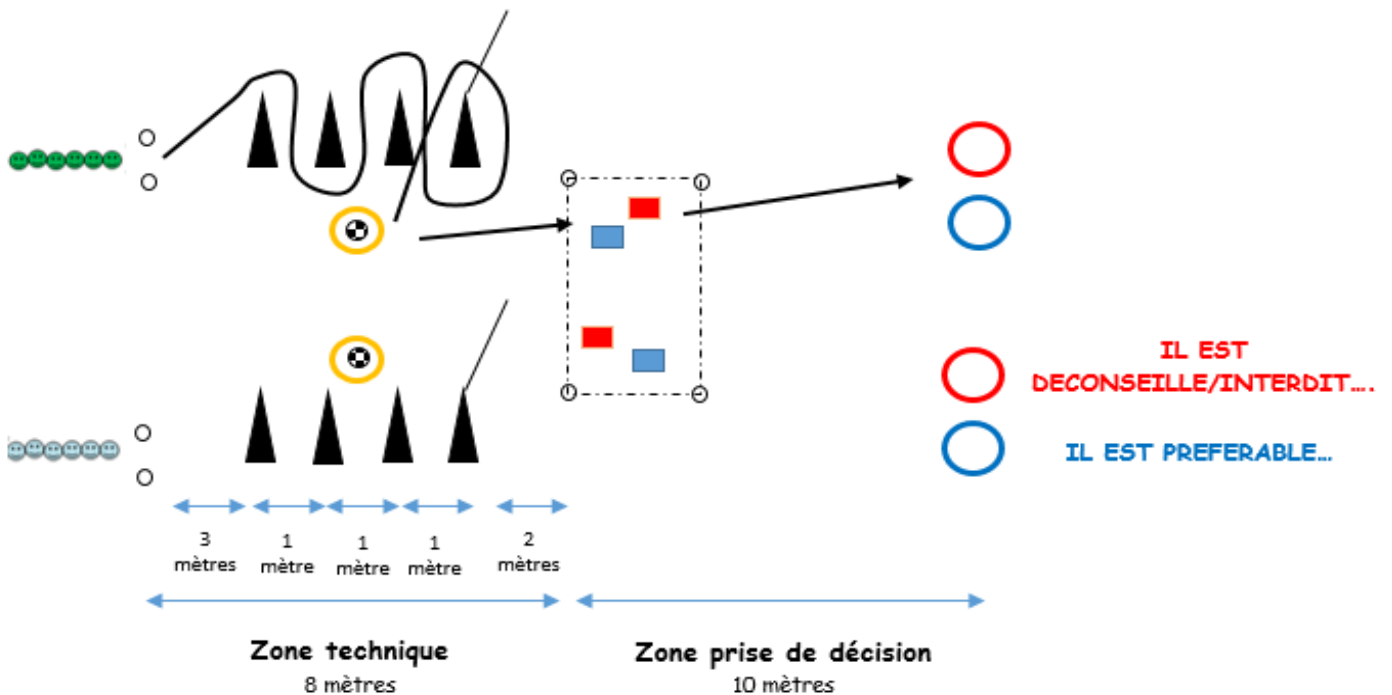 IL EST
DECONSEILLE/INTERDIT….
IL EST PREFERABLE…
3
mètres
1
mètre
1
mètre
1
mètre
2
mètres
Zone technique
8 mètres
Zone prise de décision
10 mètres